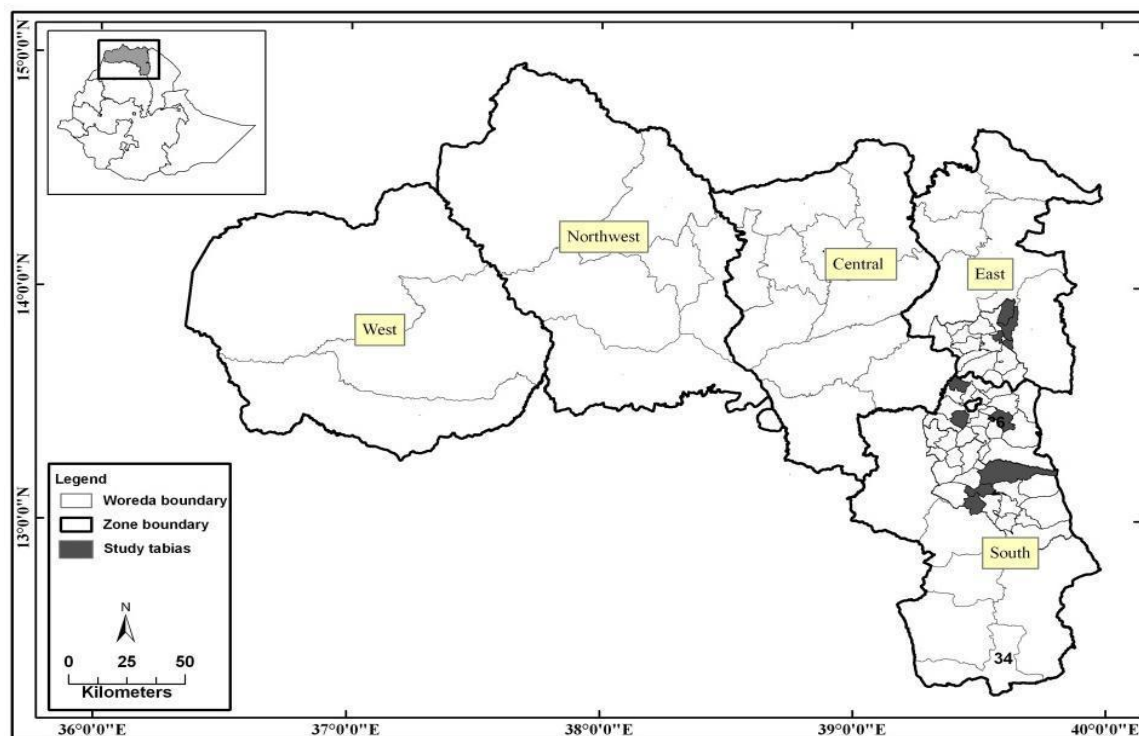 15°0'0"N
14°0'0"N
13°0'0"N
Northwest
Central
East
West
6
South
34
Legend
Woreda boundary
Zone boundary
Study tabias
N
0 25 50
Kilometers
36°0'0"E 37°0'0"E 38°0'0"E 39°0'0"E 40°0'0"E